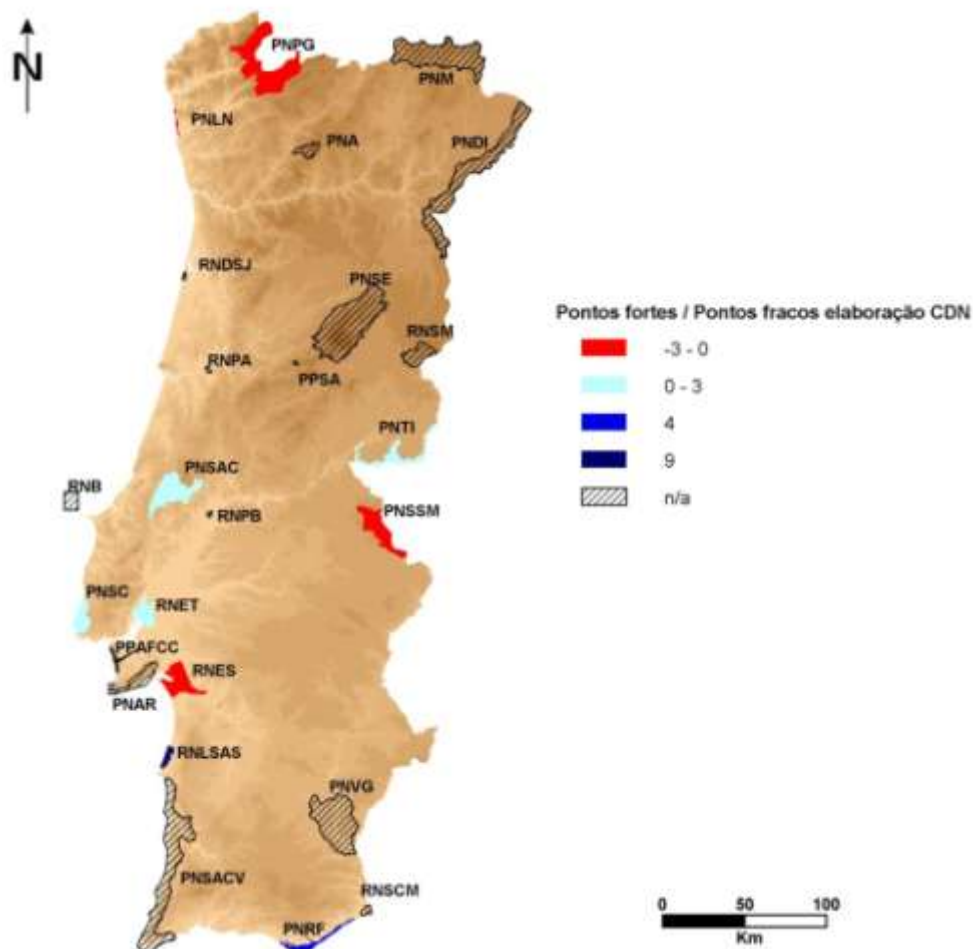 N
PNPG
PNM
PNLN
PNA
PNDI
RNDSJ
PNSE
RNSM
RNPA
PPSA
PNTI
PNSAC
RNB
RNPB
PNSSM
PNSC
RNET
PPAFCC
RNES
PNAR
RNLSAS
PNVG
PNSACV
RNSCM
PNRF
Pontos fortes / Pontos fracos elaboração CDN
-3 - 0
0 - 3
4
9
n/a
0 50 100
Km